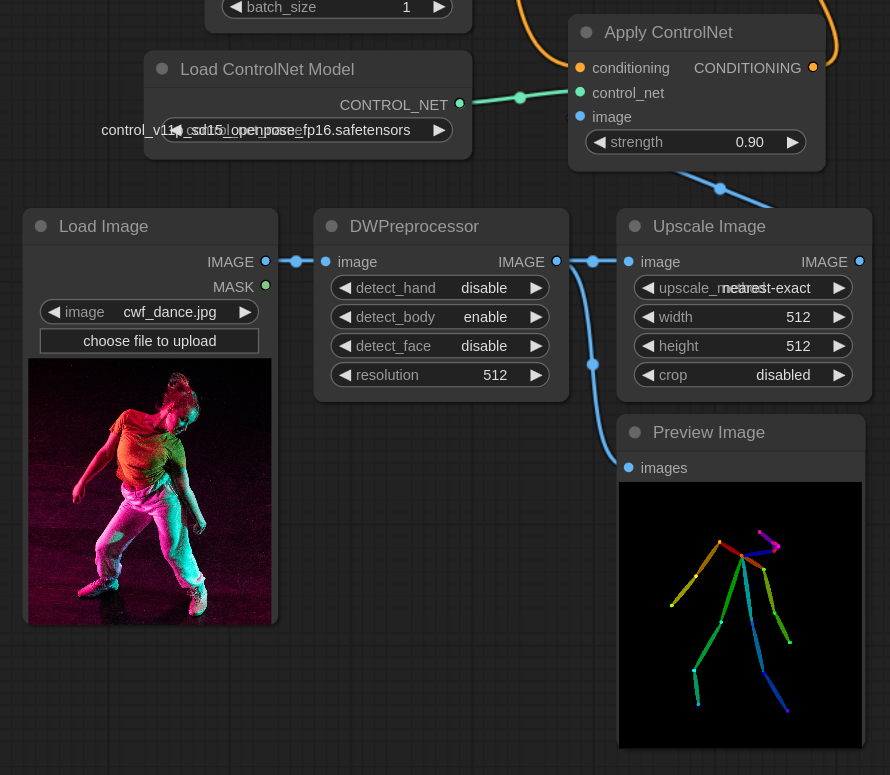 batch_size 1
Load ControlNet Model
CONTROL_NET
control_v11p_sd15_openpose_fp16.safetensors
Apply ControlNet
conditioning CONDITIONING
control_net
image
strength 0.90
Load Image
IMAGE
MASK
image cwf_dance.jpg
choose file to upload
DWPreprocessor
image IMAGE
detect_hand disable
detect_body enable
detect_face disable
resolution 512
Upscale Image
image IMAGE
upscale_method nearest-exact
width 512
height 512
crop disabled
Preview Image
images